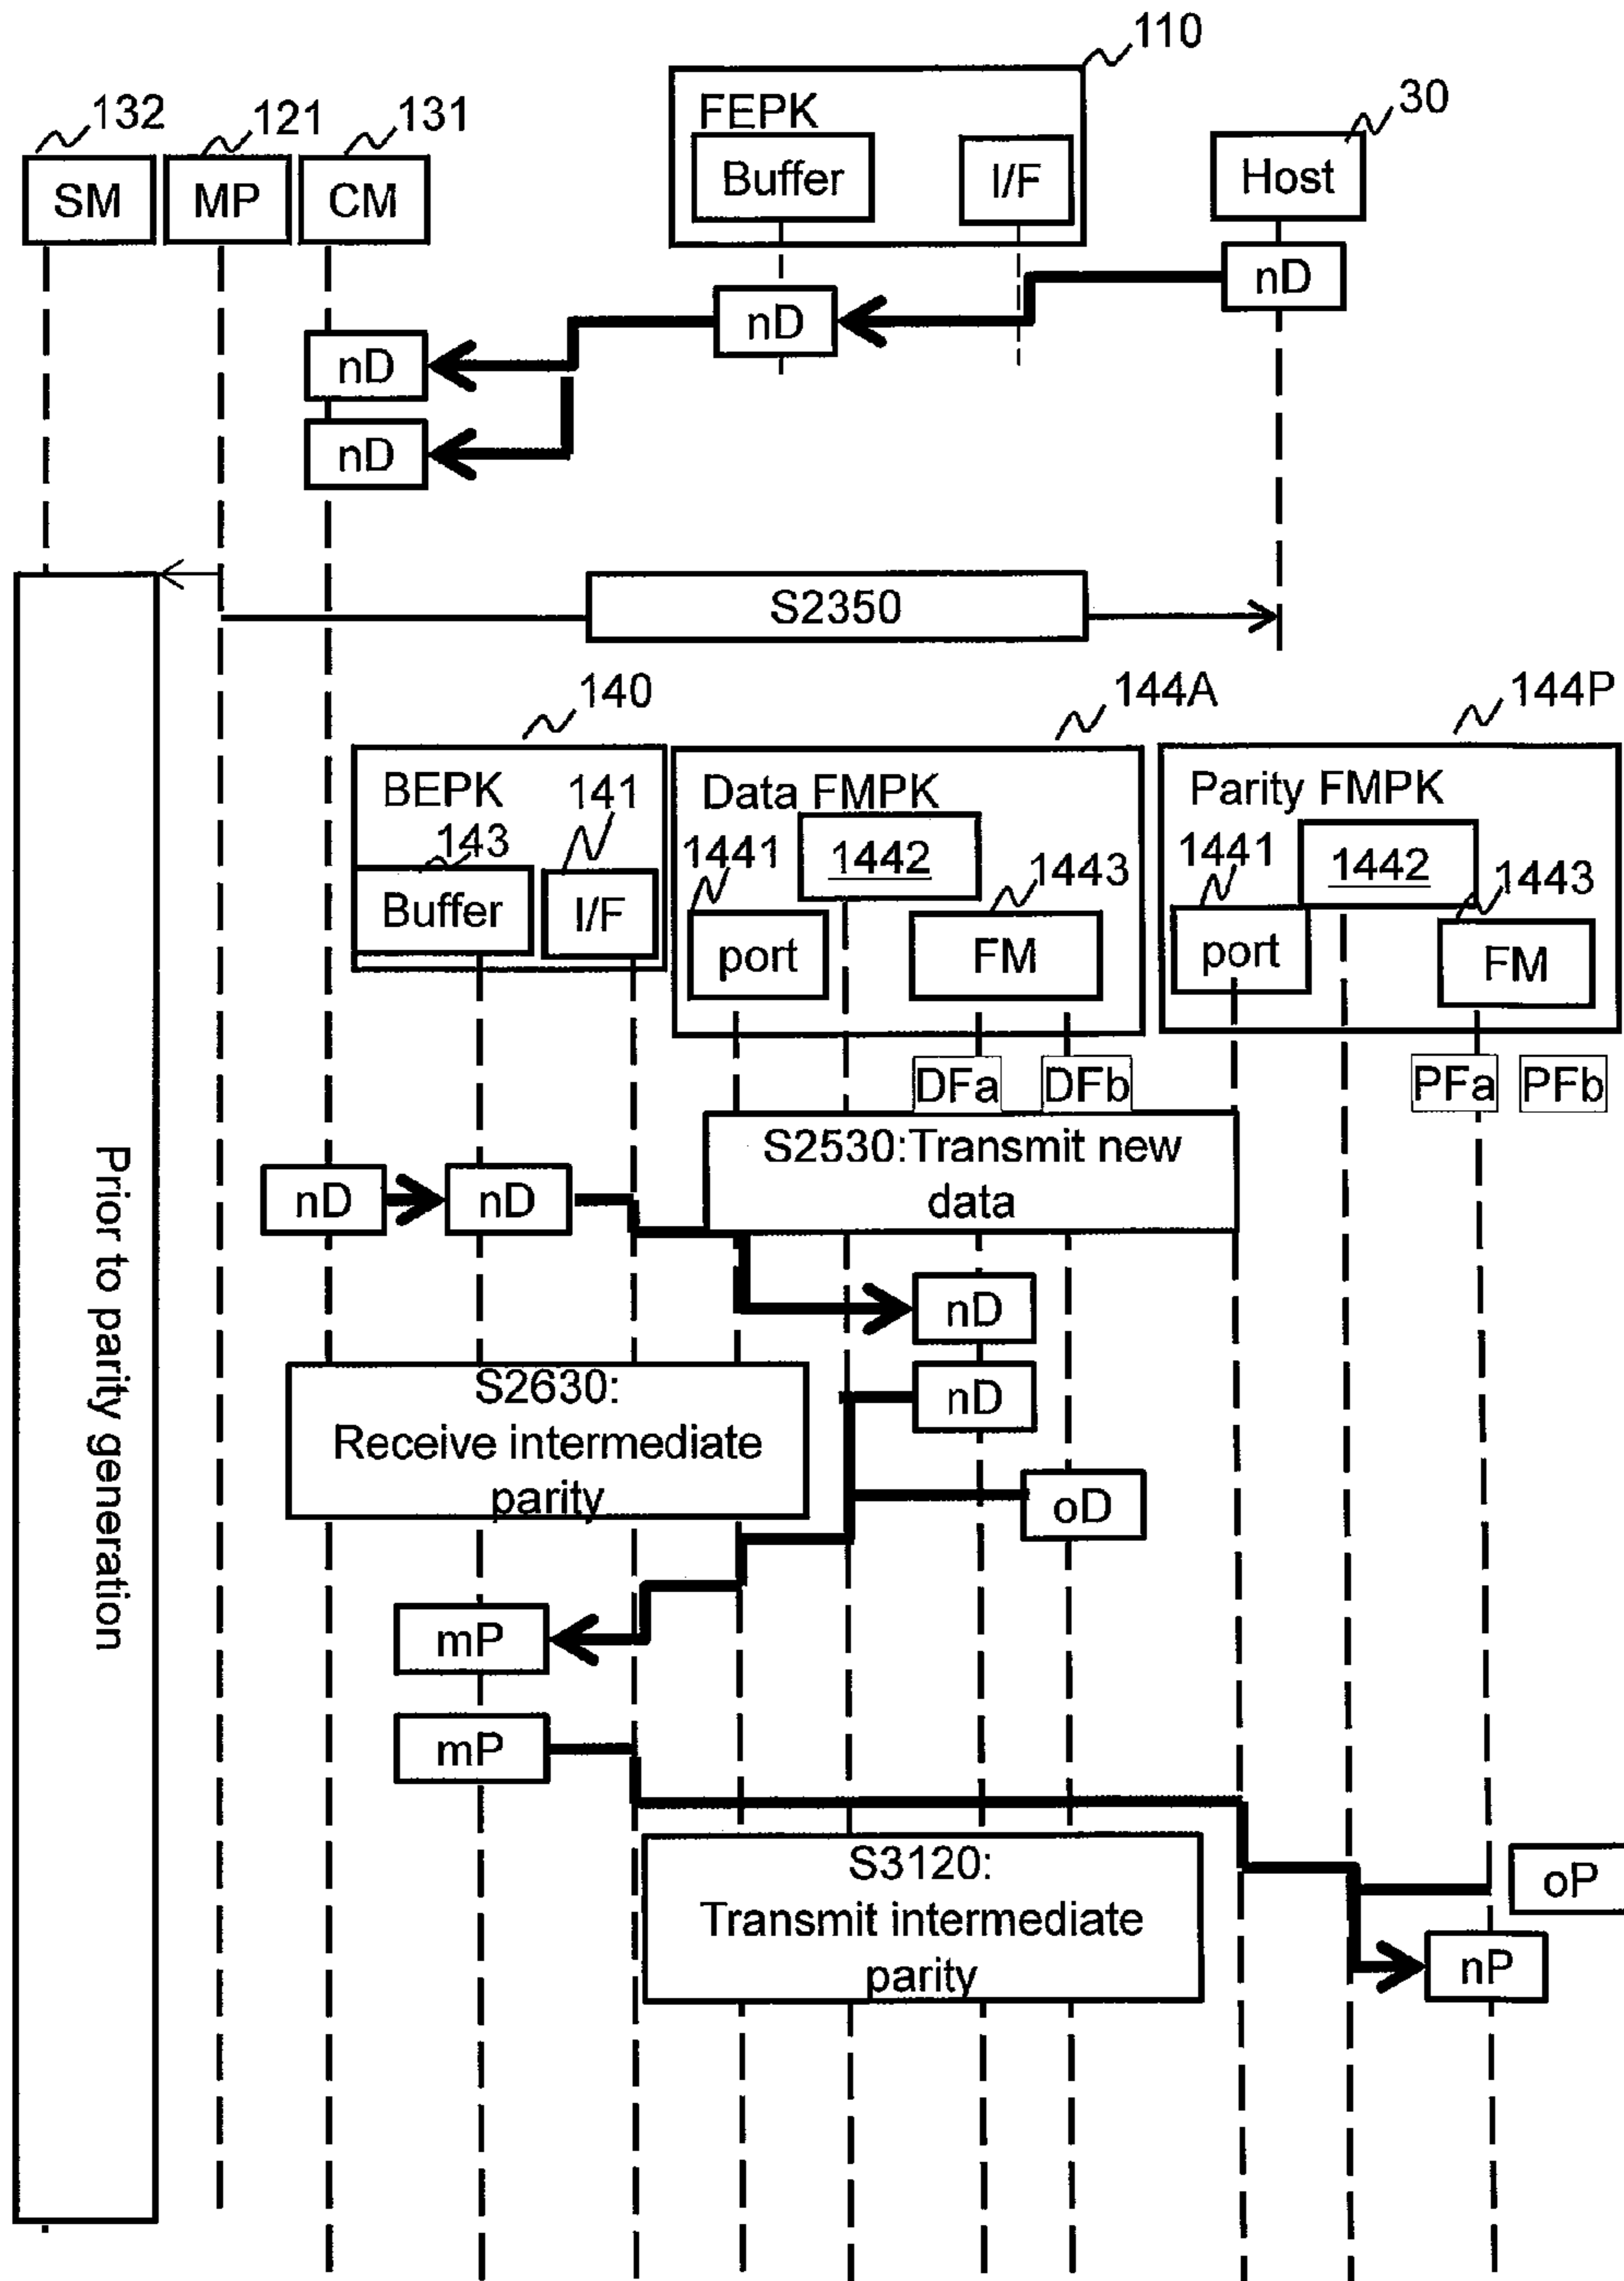 110
132
121
131
30
FEPK
Buffer
I/F
Host
SM
MP
CM
nD
nD
nD
nD
S2350
140
144A
144P
BEPK
141
Data FMPK
Parity FMPK
143
1441
1442
1443
1441
1442
1443
Buffer
I/F
port
FM
port
FM
DFa
DFb
PFa
PFb
Prior to parity generation
S2530:Transmit new
data
nD
nD
nD
nD
S2630:
Receive intermediate
parity
oD
mP
mP
S3120:
Transmit intermediate
parity
oP
nP